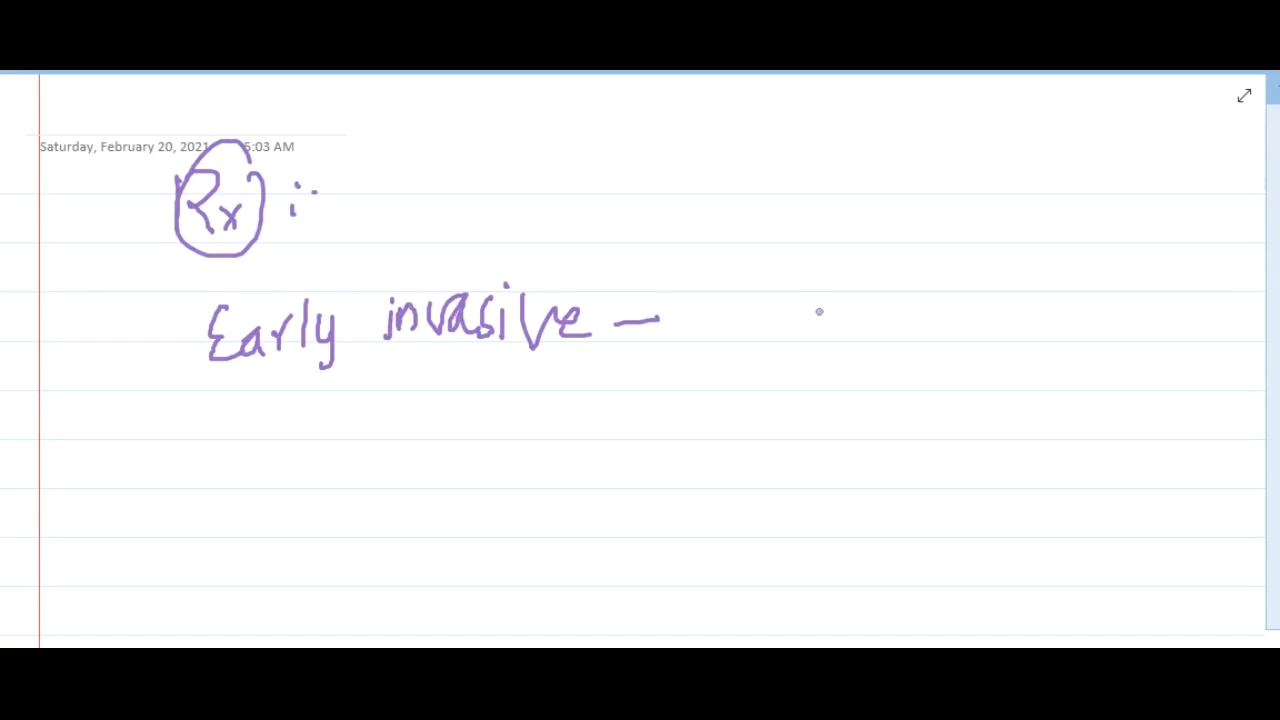 Saturday, February 20, 2021 5:03 AM
Rx :-
Early invasive -